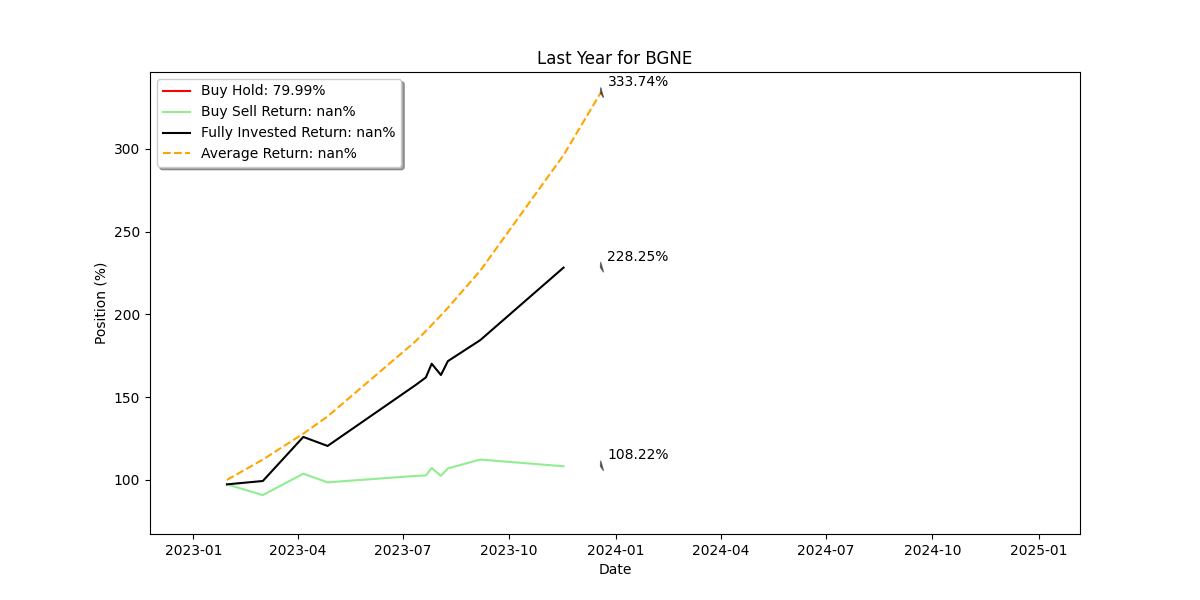 Last Year for BGNE
Buy Hold: 79.99%
Buy Sell Return: nan%
Fully Invested Return: nan%
Average Return: nan%
333.74%
228.25%
108.22%
300
250
200
150
100
Position (%)
2023-01
2023-04
2023-07
2023-10
2024-01
2024-04
2024-07
2024-10
2025-01
Date